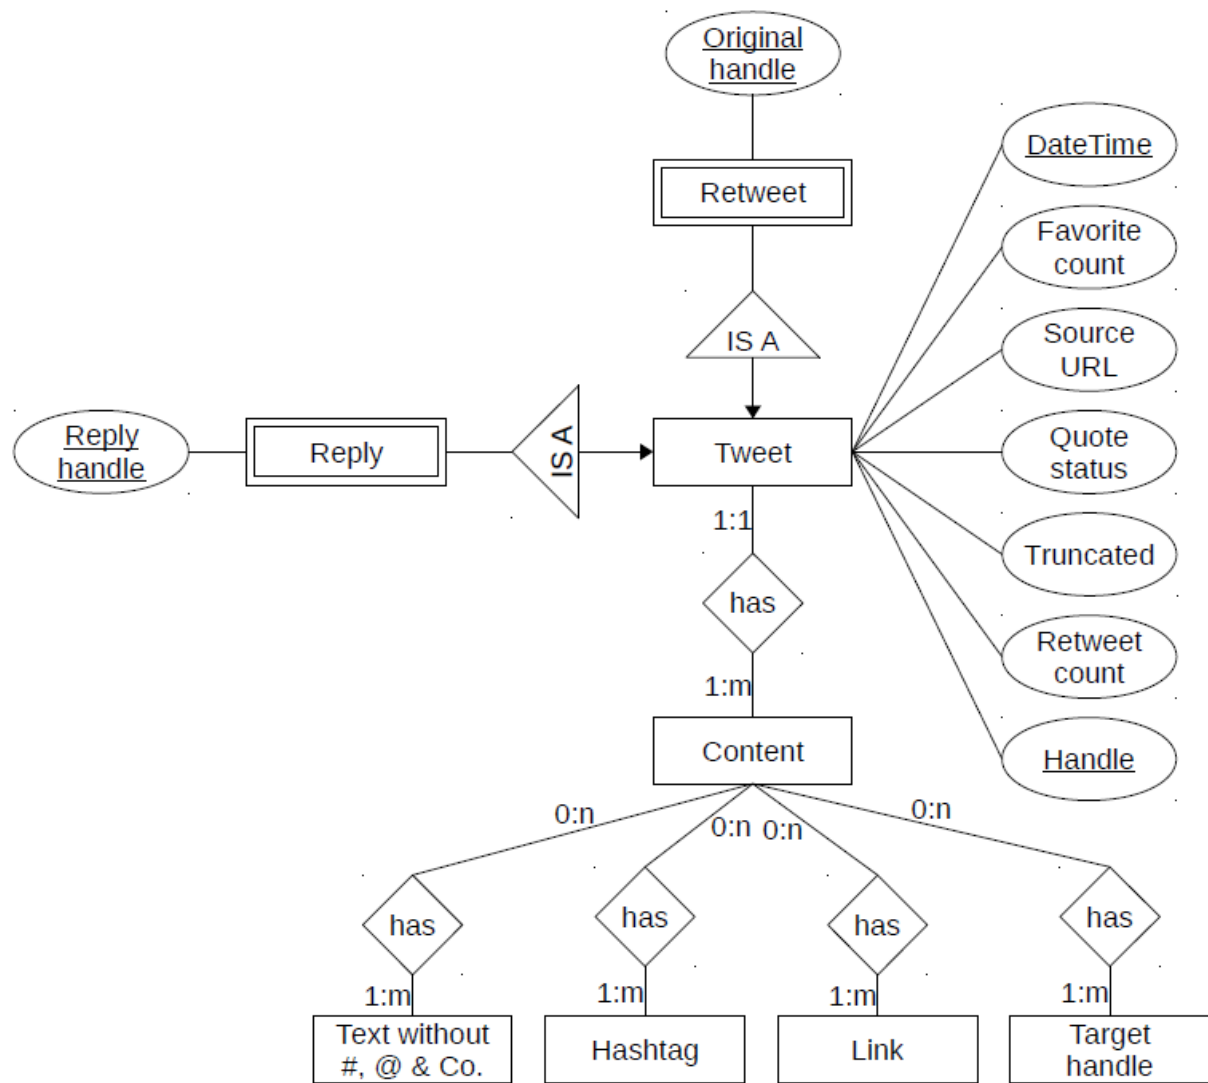 Original
handle
DateTime
Retweet
Favorite
count
IS A
Source
URL
Reply
handle
Reply
IS A
Tweet
Quote
status
1:1
Truncated
has
Retweet
count
1:m
Content
Handle
0:n
0:n
0:n
0:n
has
has
has
has
1:m
1:m
1:m
1:m
Text without
#, @ & Co.
Hashtag
Link
Target
handle